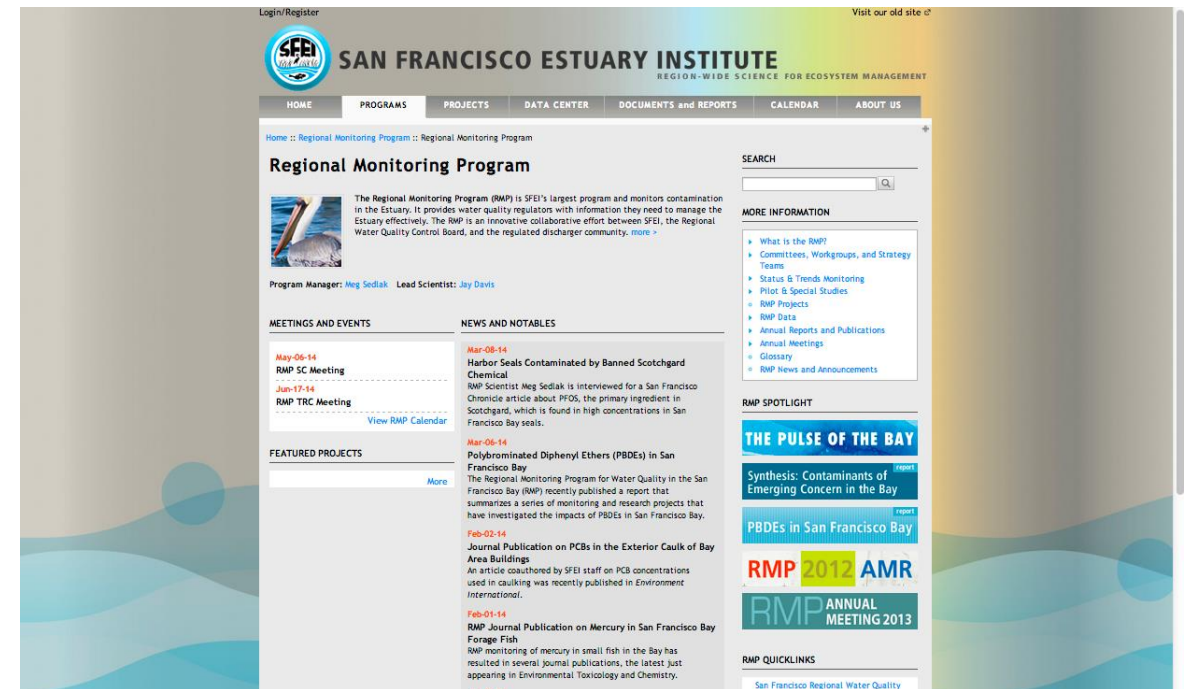 Login/Register
Visit our old site
SFEI
SAN FRANCISCO ESTUARY INSTITUTE
REGION-WIDE SCIENCE FOR ECOSYSTEM MANAGEMENT
HOME PROGRAMS PROJECTS DATA CENTER DOCUMENTS and REPORTS CALENDAR ABOUT US
Home :: Regional Monitoring Program :: Regional Monitoring Program
Regional Monitoring Program
The Regional Monitoring Program (RMP) is SFEI's largest program and monitors contamination
in the Estuary. It provides water quality regulators with information they need to manage the
Estuary effectively. The RMP is an innovative collaborative effort between SFEI, the Regional
Water Quality Control Board, and the regulated discharger community. more >
Program Manager: Meg Sedlak Lead Scientist: Jay Davis
MEETINGS AND EVENTS
May-06-14
RMP SC Meeting
Jun-17-14
RMP TRC Meeting
View RMP Calendar
FEATURED PROJECTS
More
NEWS AND NOTABLES
Mar-08-14
Harbor Seals Contaminated by Banned Scotchgard
Chemical
RMP Scientist Meg Sedlak is interviewed for a San Francisco
Chronicle article about PFOS, the primary ingredient in
Scotchgard, which is found in high concentrations in San
Francisco Bay seals.
Mar-06-14
Polybrominated Diphenyl Ethers (PBDEs) in San
Francisco Bay
The Regional Monitoring Program for Water Quality in the San
Francisco Bay (RMP) recently published a report that
summarizes a series of monitoring and research projects that
have investigated the impacts of PBDEs in San Francisco Bay.
Feb-02-14
Journal Publication on PCBs in the Exterior Caulk of Bay
Area Buildings
An article coauthored by SFEI staff on PCB concentrations
used in caulking was recently published in Environment
International.
Feb-01-14
RMP Journal Publication on Mercury in San Francisco Bay
Forage Fish
RMP monitoring of mercury in small fish in the Bay has
resulted in several journal publications, the latest just
appearing in Environmental Toxicology and Chemistry.
SEARCH
MORE INFORMATION
What is the RMP?
Committees, Workgroups, and Strategy
Teams
Status & Trends Monitoring
Pilot & Special Studies
RMP Projects
RMP Data
Annual Reports and Publications
Annual Meetings
Glossary
RMP News and Announcements
RMP SPOTLIGHT
THE PULSE OF THE BAY
report
Synthesis: Contaminants of
Emerging Concern in the Bay
report
PBDEs in San Francisco Bay
RMP 2012 AMR
RMP ANNUAL
MEETING 2013
RMP QUICKLINKS
San Francisco Regional Water Quality